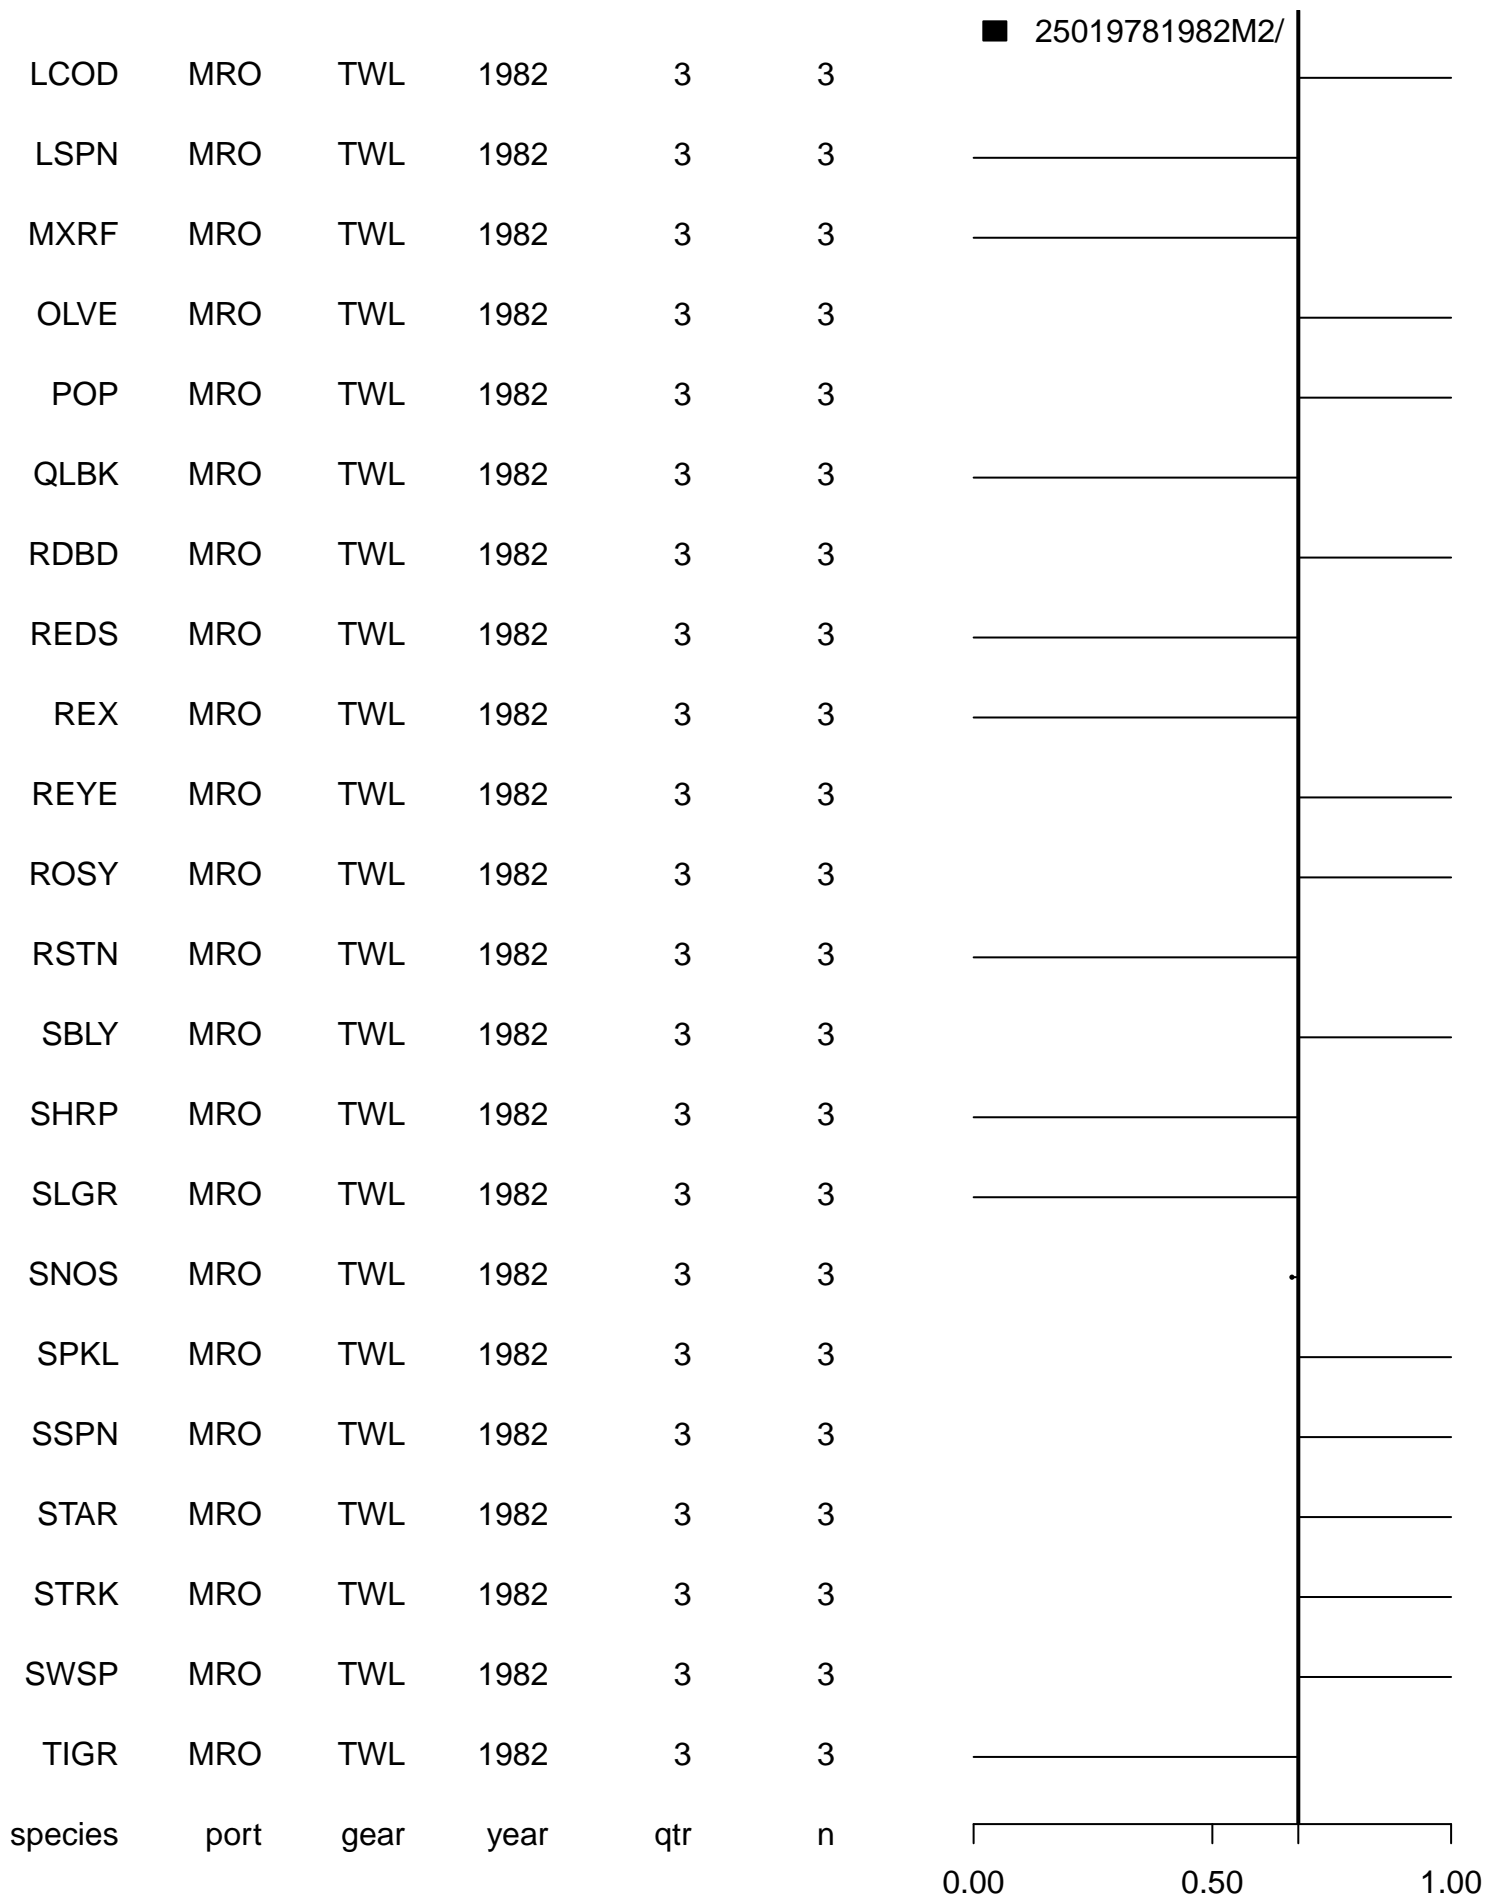 25019781982M2/
LCOD MRO TWL 1982 3 3
LSPN MRO TWL 1982 3 3
MXRF MRO TWL 1982 3 3
OLVE MRO TWL 1982 3 3
POP MRO TWL 1982 3 3
QLBK MRO TWL 1982 3 3
RDBD MRO TWL 1982 3 3
REDS MRO TWL 1982 3 3
REX MRO TWL 1982 3 3
REYE MRO TWL 1982 3 3
ROSY MRO TWL 1982 3 3
RSTN MRO TWL 1982 3 3
SBLY MRO TWL 1982 3 3
SHRP MRO TWL 1982 3 3
SLGR MRO TWL 1982 3 3
SNOS MRO TWL 1982 3 3
SPKL MRO TWL 1982 3 3
SSPN MRO TWL 1982 3 3
STAR MRO TWL 1982 3 3
STRK MRO TWL 1982 3 3
SWSP MRO TWL 1982 3 3
TIGR MRO TWL 1982 3 3
species port gear year qtr n
0.00 0.50 1.00